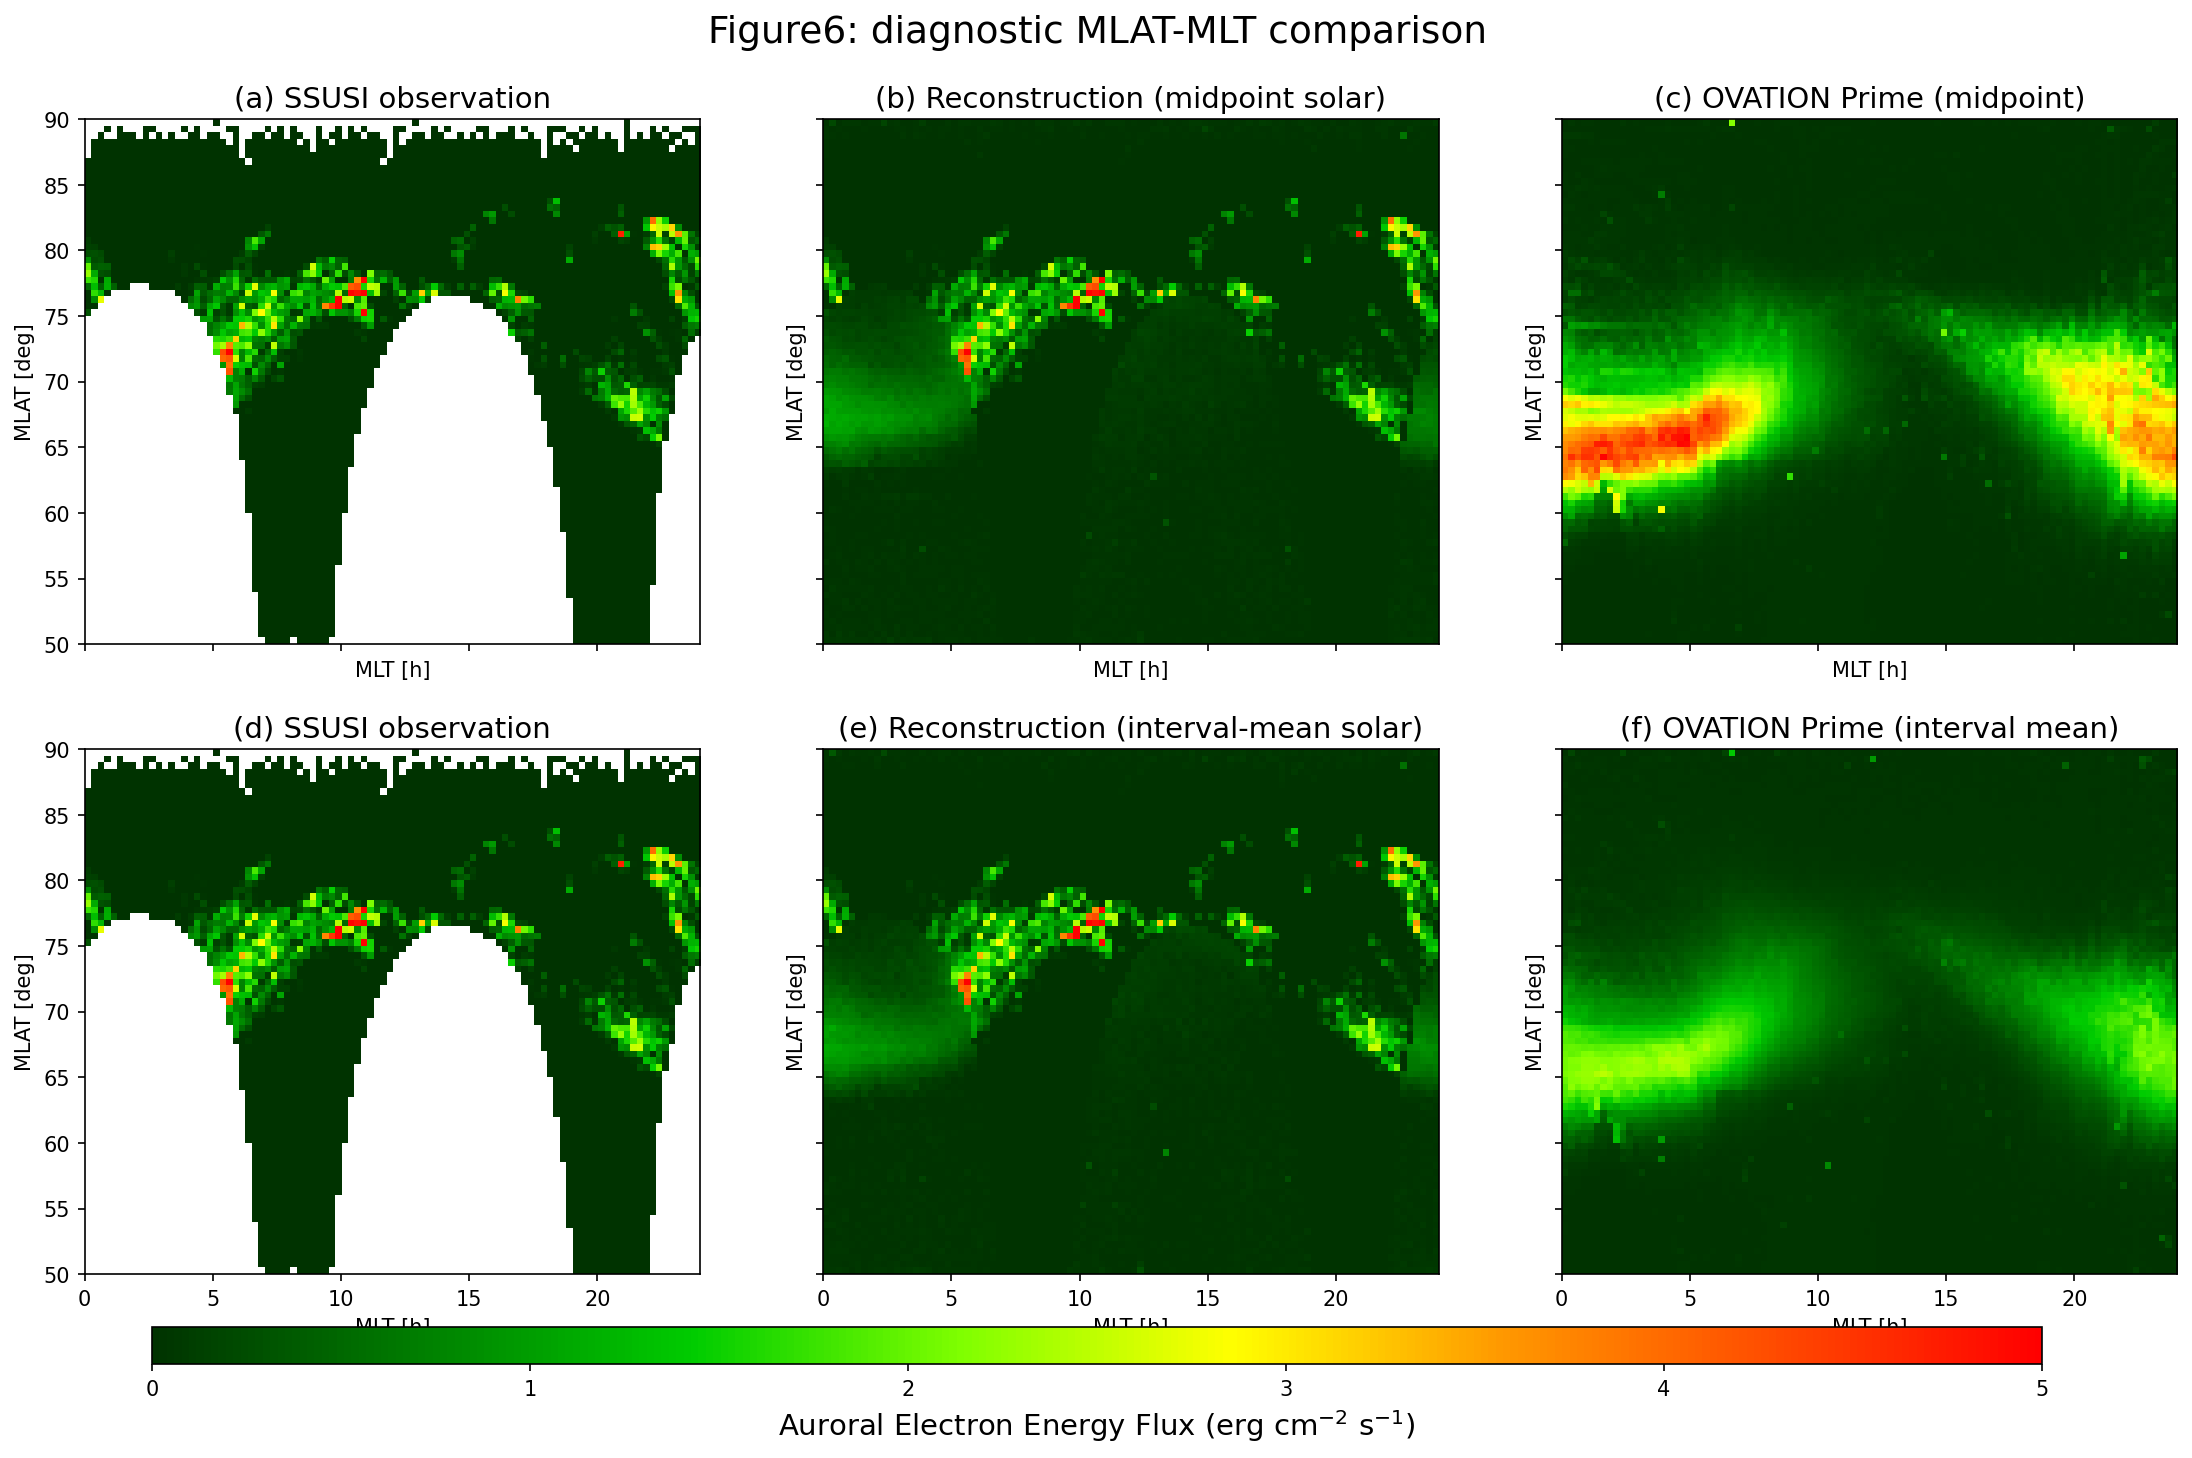 Figure6: diagnostic MLAT-MLT comparison
(a) SSUSI observation
(b) Reconstruction (midpoint solar)
(c) OVATION Prime (midpoint)
90
85
80
75
70
65
60
55
50
MLAT [deg]
MLAT [deg]
MLAT [deg]
MLT [h]
MLT [h]
MLT [h]
(d) SSUSI observation
(e) Reconstruction (interval-mean solar)
(f) OVATION Prime (interval mean)
90
85
80
75
70
65
60
55
50
MLAT [deg]
MLAT [deg]
MLAT [deg]
0 5 10 15 20
0 5 10 15 20
0 5 10 15 20
MLT [h]
MLT [h]
MLT [h]
0 1 2 3 4 5
Auroral Electron Energy Flux (erg cm⁻² s⁻¹)